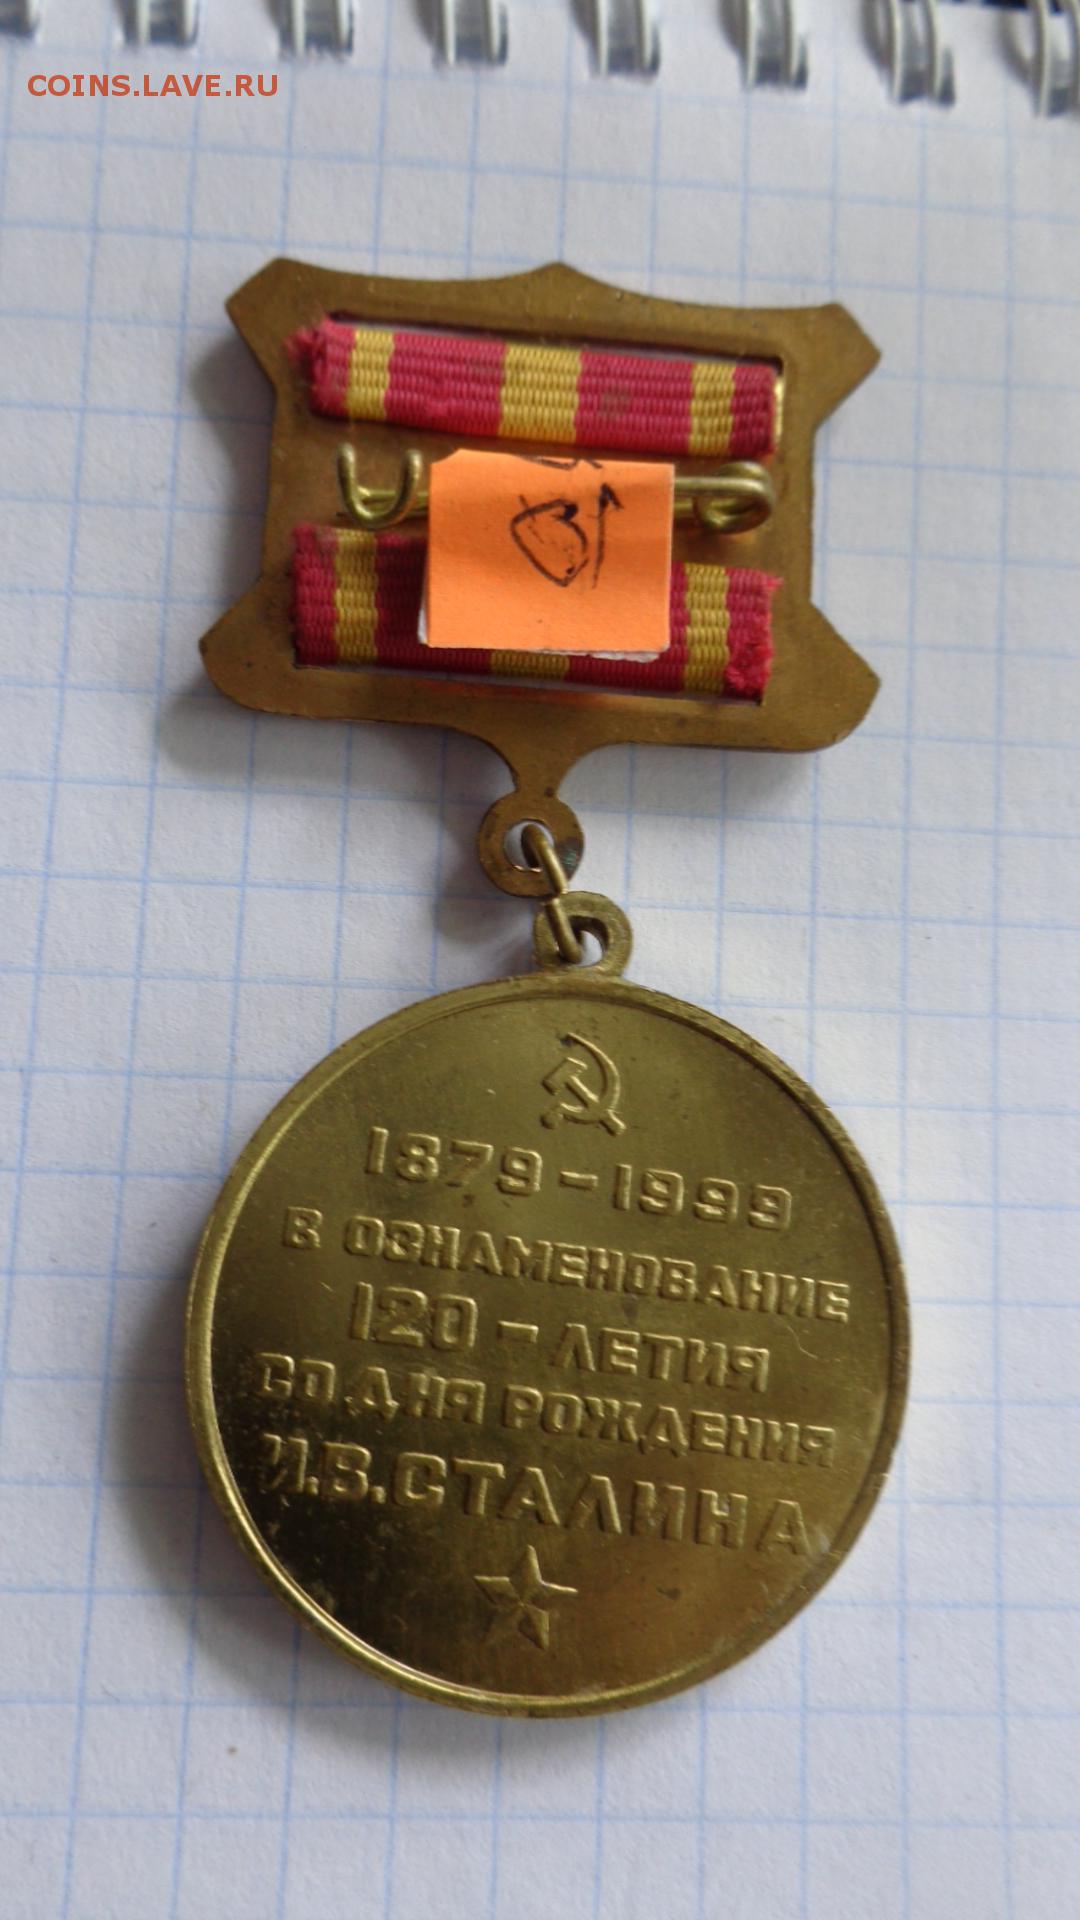 COINS.LAVE.RU
1879-1999
В ОЗНАМЕНОВАНИЕ
120-ЛЕТИЯ
СО ДНЯ РОЖДЕНИЯ
И.В.СТАЛИНА